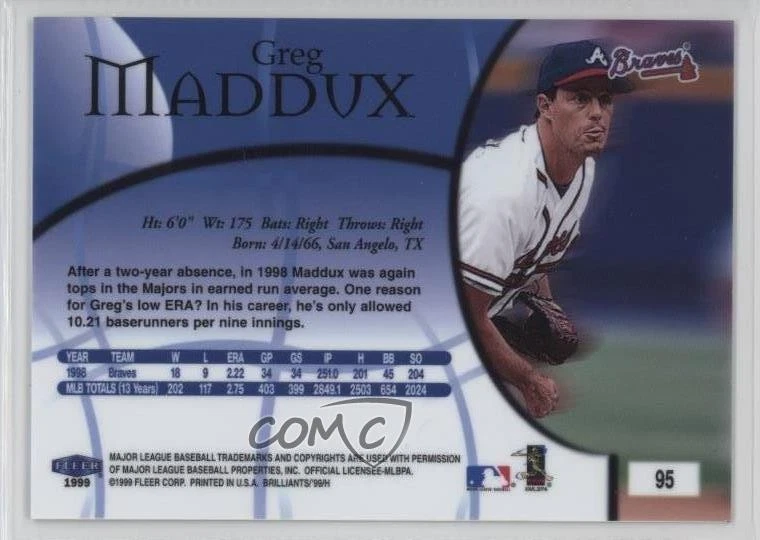 Greg
MADDUX
Braves
A
Ht: 6'0" Wt: 175 Bats: Right Throws: Right
Born: 4/14/66, San Angelo, TX
After a two-year absence, in 1998 Maddux was again
tops in the Majors in earned run average. One reason
for Greg's low ERA? In his career, he's only allowed
10.21 baserunners per nine innings.
YEAR TEAM W L ERA GP GS IP H BB SO
1998 Braves 18 9 2.22 34 34 251.0 201 45 204
MLB TOTALS (13 Years) 202 117 2.75 403 399 2849.1 2503 654 2024
COMC
FLEER
1999
MAJOR LEAGUE BASEBALL TRADEMARKS AND COPYRIGHTS ARE USED WITH PERMISSION
OF MAJOR LEAGUE BASEBALL PROPERTIES, INC. OFFICIAL LICENSEE-MLBPA.
©1999 FLEER CORP. PRINTED IN U.S.A. BRILLIANTS/'99/H
95